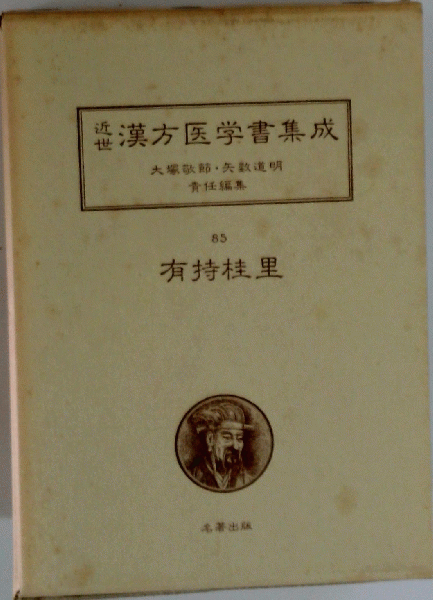 近世漢方医学書集成
大塚敬節・矢数道明
責任編集
85
有持桂里
名著出版